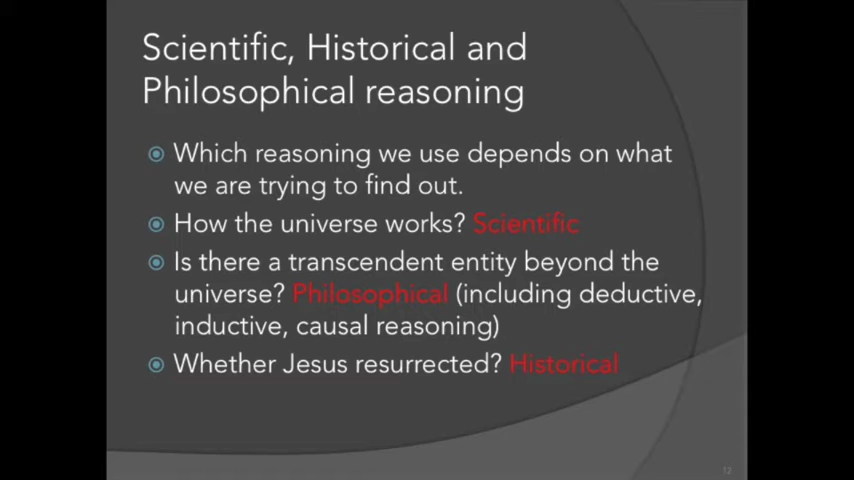 Scientific, Historical and
Philosophical reasoning
Which reasoning we use depends on what
we are trying to find out.
How the universe works? Scientific
Is there a transcendent entity beyond the
universe? Philosophical (including deductive,
inductive, causal reasoning)
Whether Jesus resurrected? Historical
12